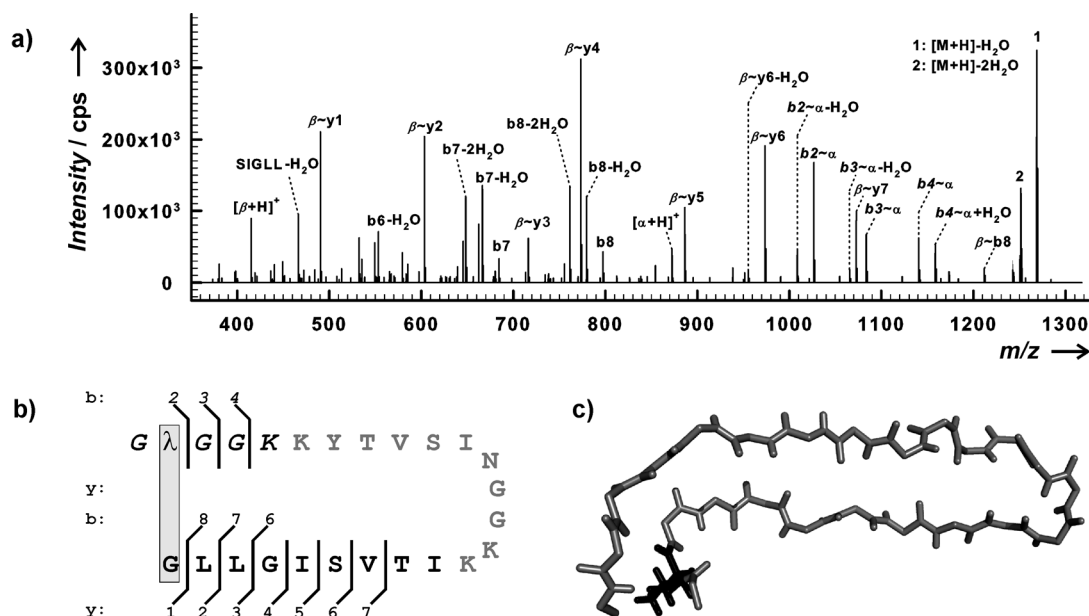 a)
Intensity / cps
300x10³
200x10³
100x10³
0
400 500 600 700 800 900 1000 1100 1200 1300
m/z
[β+H]⁺
SIGLL-H₂O
β~y1
b6-H₂O
β~y2
b7-2H₂O
b7-H₂O
b7
β~y3
b8-2H₂O
β~y4
b8-H₂O
b8
[α+H]⁺
β~y5
β~y6-H₂O
β~y6
b2~α-H₂O
b2~α
b3~α-H₂O
β~y7
b3~α
b4~α
b4~α+H₂O
β~b8
2
1
1: [M+H]-H₂O
2: [M+H]-2H₂O
b)
b: 2 3 4
G λ G G K K Y T V S I
N
y: G
b: G
8 7 6
G L L G I S V T I K K
y: 1 2 3 4 5 6 7
c)